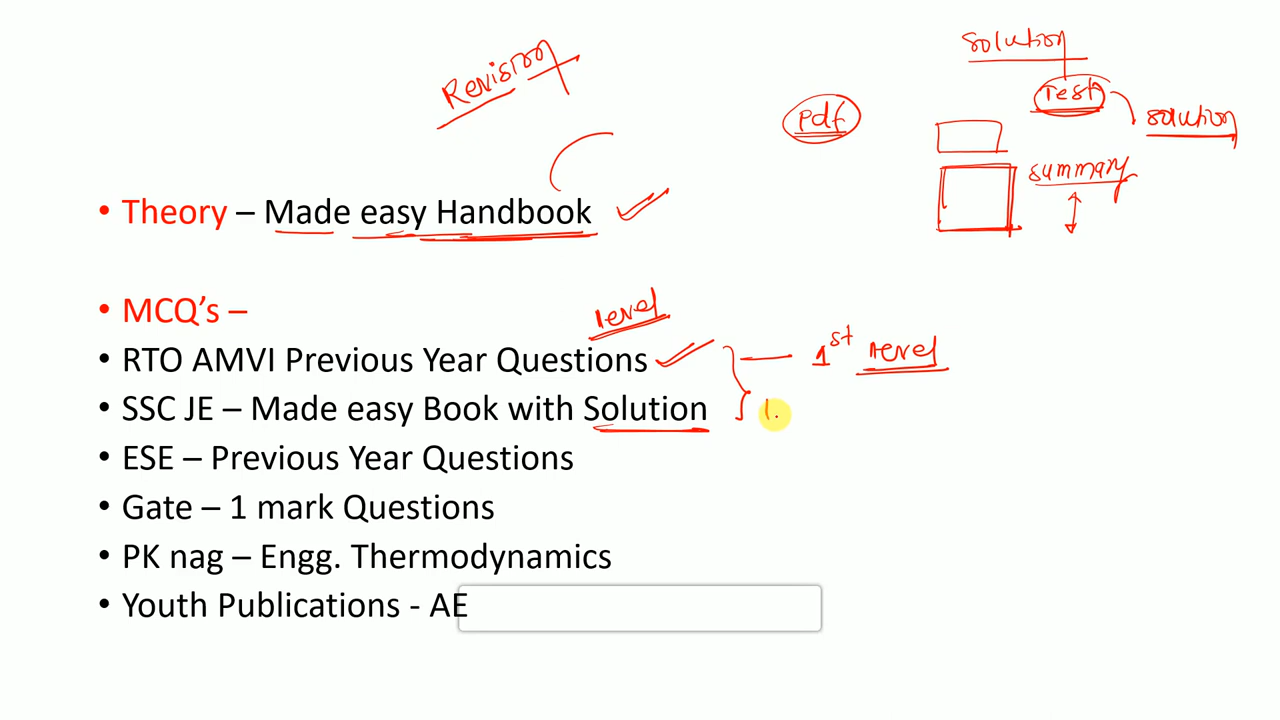 solution
Revision
Test
pdf
solution
summary
• Theory – Made easy Handbook
• MCQ’s –
level
• RTO AMVI Previous Year Questions
1st level
• SSC JE – Made easy Book with Solution
1.
• ESE – Previous Year Questions
• Gate – 1 mark Questions
• PK nag – Engg. Thermodynamics
• Youth Publications - AE